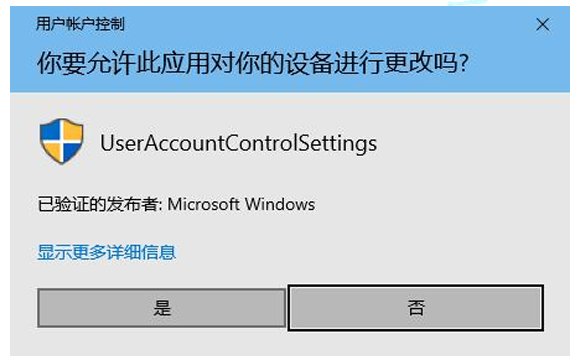 用户帐户控制
你要允许此应用对你的设备进行更改吗?
UserAccountControlSettings
已验证的发布者: Microsoft Windows
显示更多详细信息
是
否